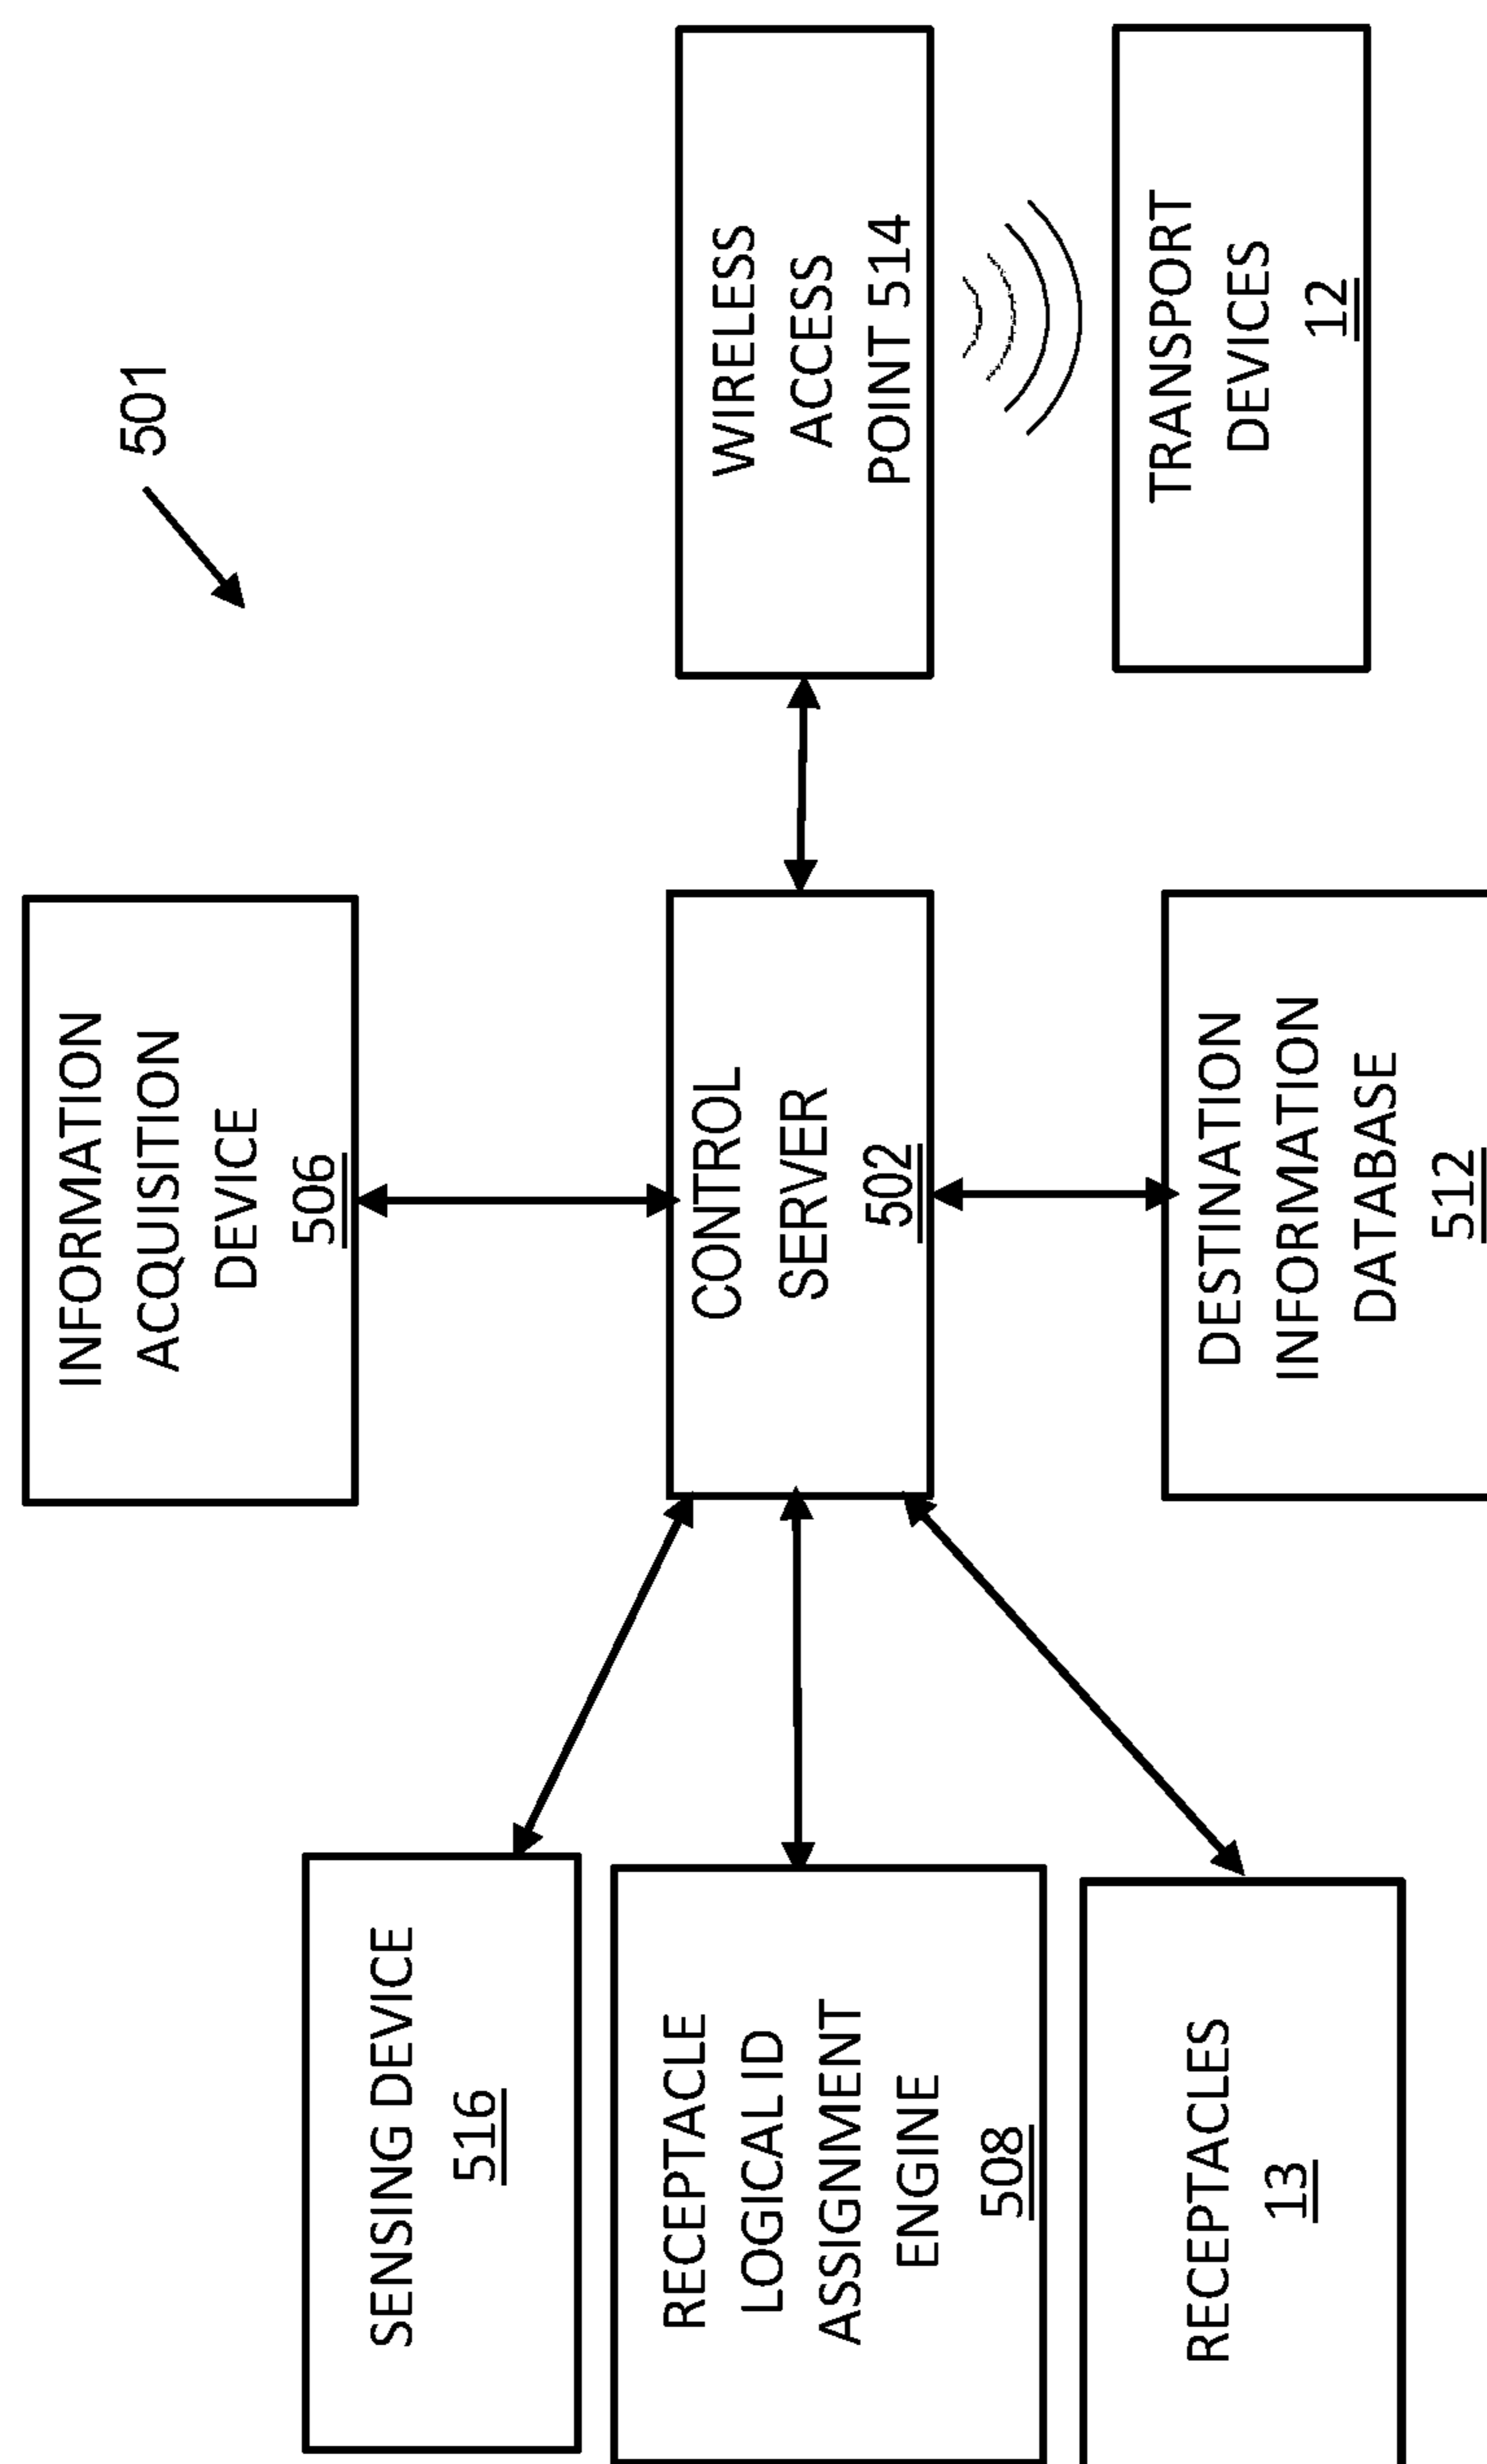 501
INFORMATION
ACQUISITION
DEVICE
506
SENSING DEVICE
516
RECEPTACLE
LOGICAL ID
ASSIGNMENT
ENGINE
508
RECEPTACLES
13
CONTROL
SERVER
502
WIRELESS
ACCESS
POINT 514
TRANSPORT
DEVICES
12
DESTINATION
INFORMATION
DATABASE
512